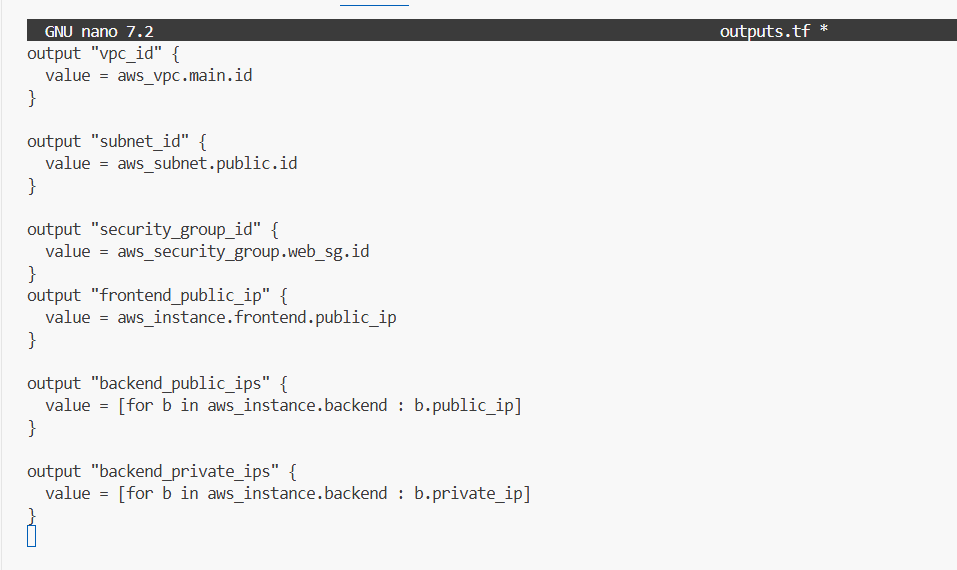 GNU nano 7.2 outputs.tf *
output "vpc_id" {
  value = aws_vpc.main.id
}

output "subnet_id" {
  value = aws_subnet.public.id
}

output "security_group_id" {
  value = aws_security_group.web_sg.id
}
output "frontend_public_ip" {
  value = aws_instance.frontend.public_ip
}

output "backend_public_ips" {
  value = [for b in aws_instance.backend : b.public_ip]
}

output "backend_private_ips" {
  value = [for b in aws_instance.backend : b.private_ip]
}